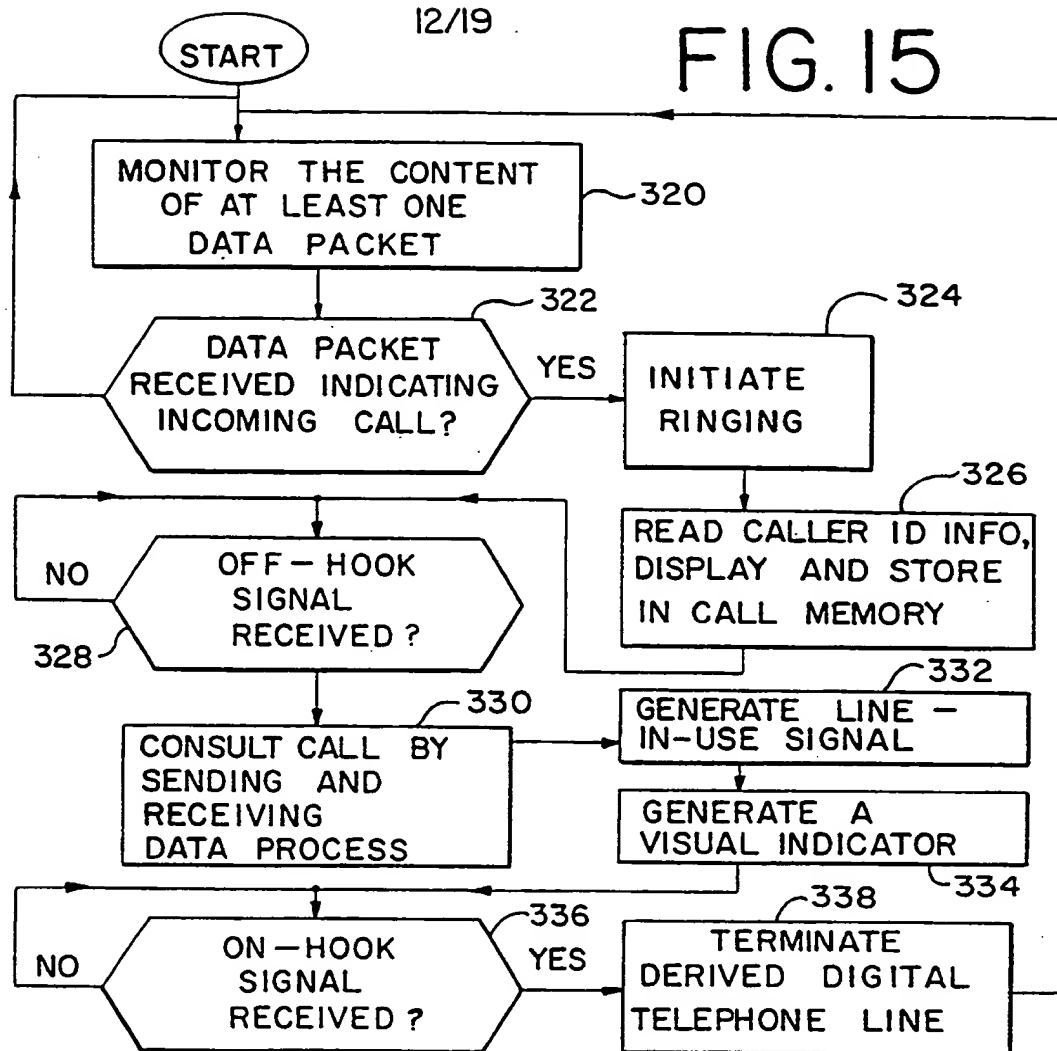 12/19
FIG. 15
START
MONITOR THE CONTENT
OF AT LEAST ONE
DATA PACKET
320
322
DATA PACKET
RECEIVED INDICATING
INCOMING CALL?
YES
324
INITIATE
RINGING
326
READ CALLER ID INFO,
DISPLAY AND STORE
IN CALL MEMORY
NO
OFF-HOOK
SIGNAL
RECEIVED?
328
330
CONSULT CALL BY
SENDING AND
RECEIVING
DATA PROCESS
332
GENERATE LINE-
IN-USE SIGNAL
GENERATE A
VISUAL INDICATOR
334
336
NO
ON-HOOK
SIGNAL
RECEIVED?
YES
338
TERMINATE
DERIVED DIGITAL
TELEPHONE LINE